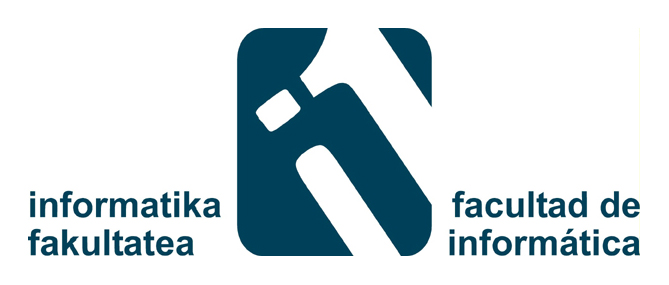 informatika
fakultatea
facultad de
informática